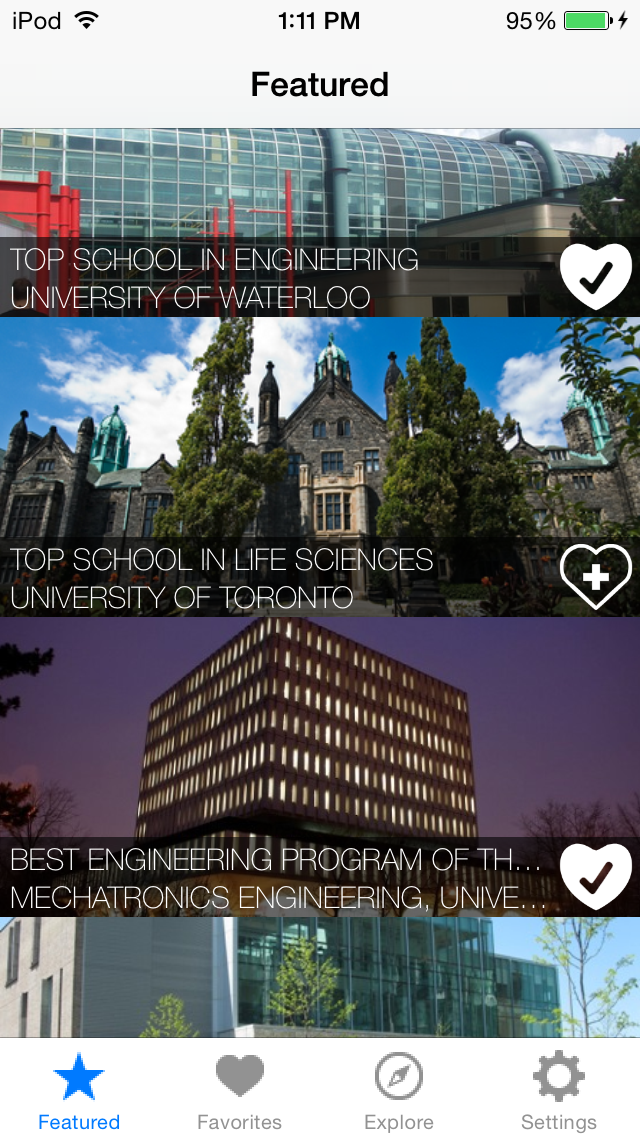 iPod 1:11 PM 95%
Featured
TOP SCHOOL IN ENGINEERING
UNIVERSITY OF WATERLOO
TOP SCHOOL IN LIFE SCIENCES
UNIVERSITY OF TORONTO
BEST ENGINEERING PROGRAM OF TH...
MECHATRONICS ENGINEERING, UNIVE...
Featured Favorites Explore Settings